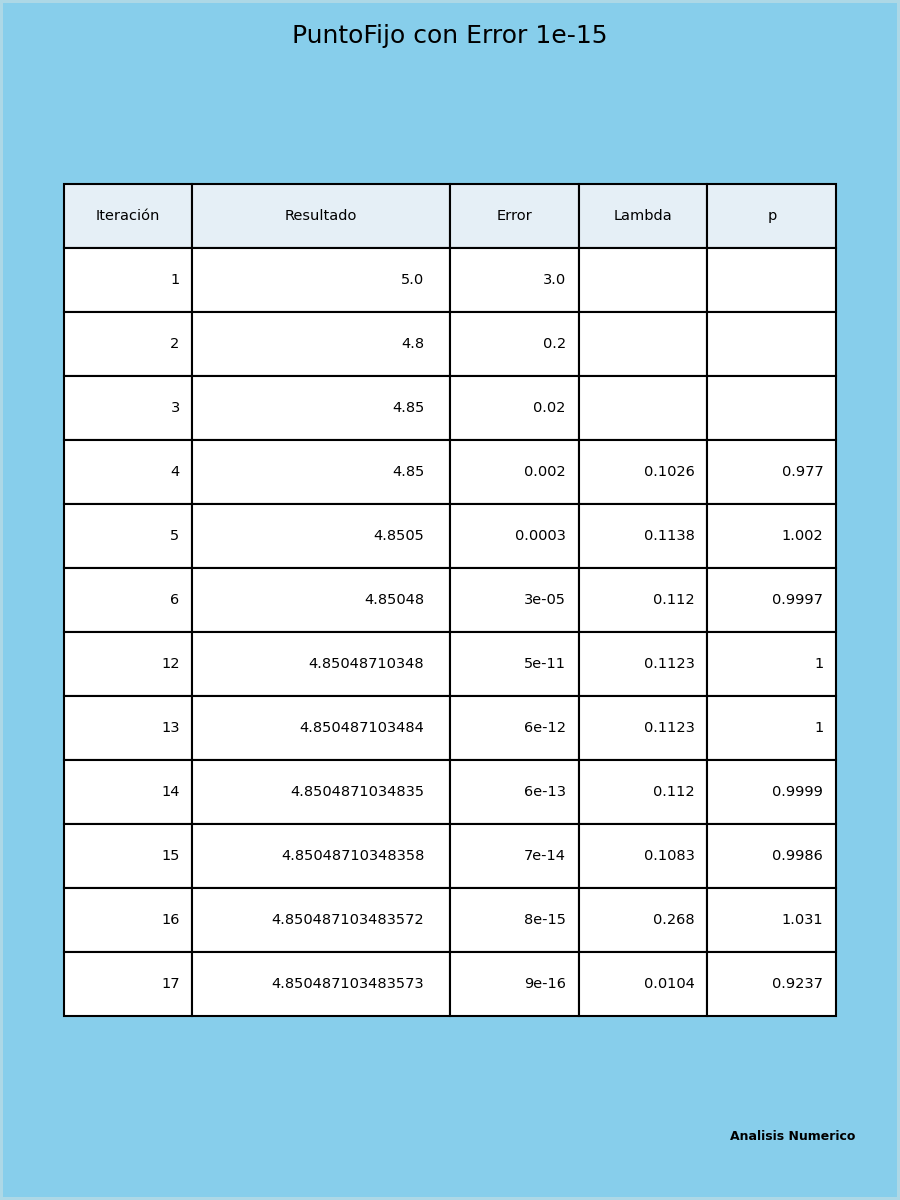 PuntoFijo con Error 1e-15
Iteración Resultado Error Lambda p
1 5.0 3.0
2 4.8 0.2
3 4.85 0.02
4 4.85 0.002 0.1026 0.977
5 4.8505 0.0003 0.1138 1.002
6 4.85048 3e-05 0.112 0.9997
12 4.85048710348 5e-11 0.1123 1
13 4.850487103484 6e-12 0.1123 1
14 4.8504871034835 6e-13 0.112 0.9999
15 4.85048710348358 7e-14 0.1083 0.9986
16 4.850487103483572 8e-15 0.268 1.031
17 4.850487103483573 9e-16 0.0104 0.9237
Analisis Numerico